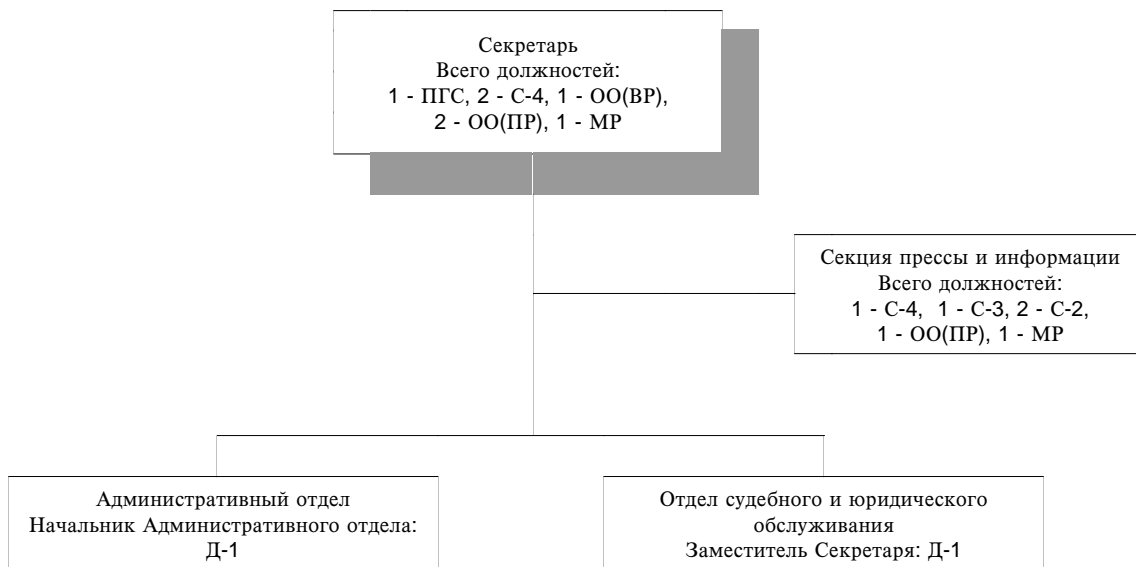 Секретарь
Всего должностей:
1 - ПГС, 2 - С-4, 1 - ОО(ВР),
2 - ОО(ПР), 1 - МР
Секция прессы и информации
Всего должностей:
1 - С-4, 1 - С-3, 2 - С-2,
1 - ОО(ПР), 1 - МР
Административный отдел
Начальник Административного отдела:
Д-1
Отдел судебного и юридического
обслуживания
Заместитель Секретаря: Д-1